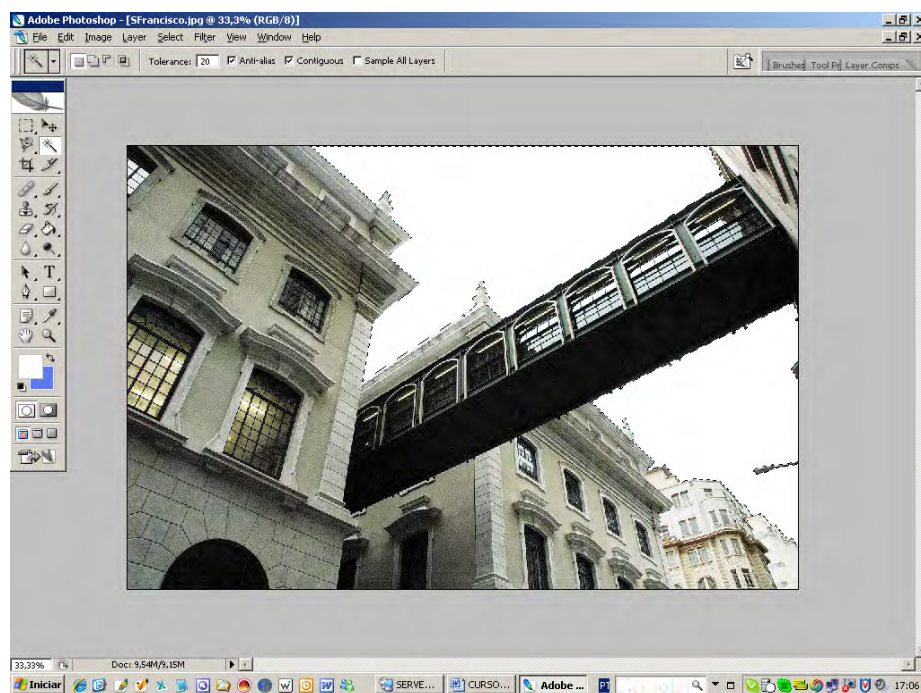 Adobe Photoshop - [SFrancisco.jpg @ 33,3% (RGB/8)]
File Edit Image Layer Select Filter View Window Help
Tolerance: 20 Anti-alias Contiguous Sample All Layers
Brushes Tool Pr Layer Comps
33,33% Doc: 9,54M/9,15M
Iniciar SERVE... CURSO... Adobe ... PT 17:06